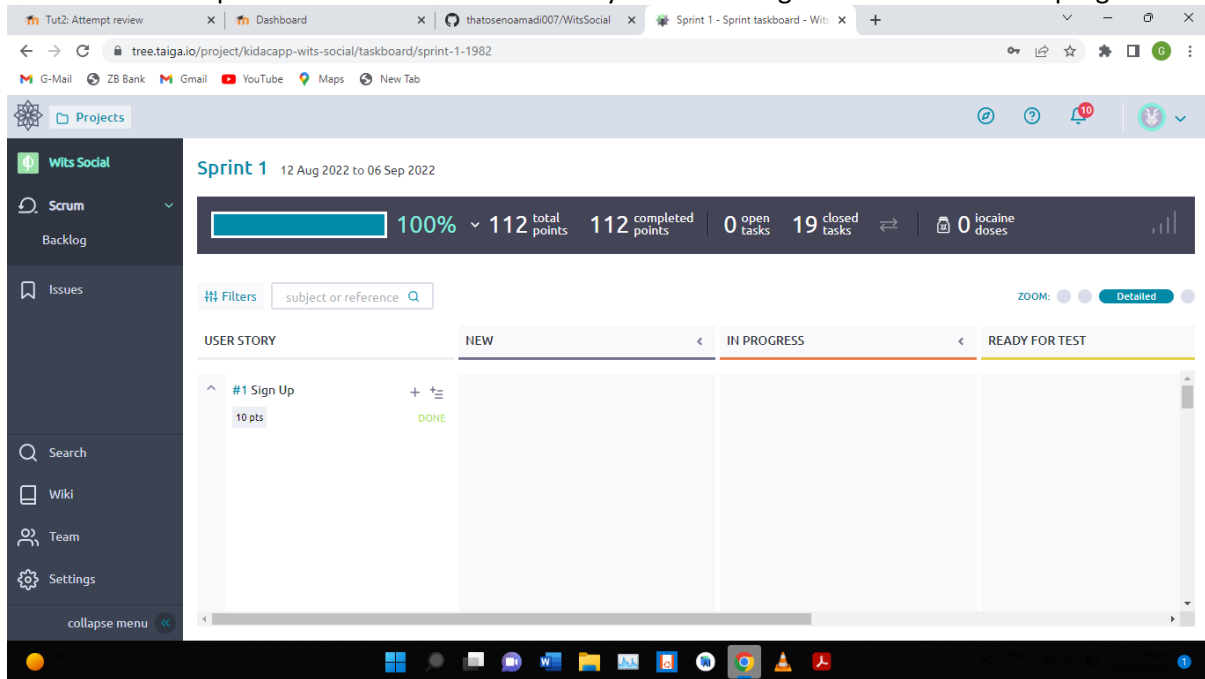 Tut2: Attempt review
Dashboard
thatosenoamadi007/WitsSocial
Sprint 1 - Sprint taskboard - Wits
tree.taiga.io/project/kidacapp-wits-social/taskboard/sprint-1-1982
G
G-Mail
ZB Bank
Gmail
YouTube
Maps
New Tab
Projects
10
Wits Social
Scrum
Backlog
Issues
Search
Wiki
Team
Settings
collapse menu
Sprint 1 12 Aug 2022 to 06 Sep 2022
100% 112 total points 112 completed points 0 open tasks 19 closed tasks 0 iocaine doses
Filters subject or reference ZOOM: Detailed
USER STORY NEW IN PROGRESS READY FOR TEST
#1 Sign Up
10 pts DONE
1